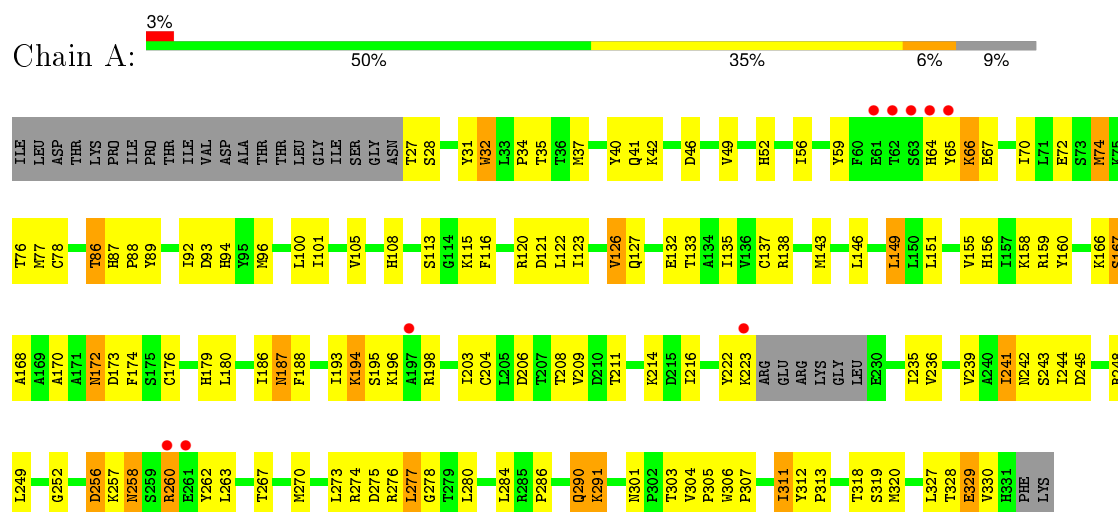 3%
Chain A:
50% 35% 6% 9%
ILE LEU ASP THR LYS PRO ILE PRO THR ILE VAL ASP ALA THR THR LEU GLY ILE SER GLY ASN T27 S28 Y31 W32 L33 P34 T35 T36 M37 Y40 Q41 K42 D46 V49 H52 I56 Y59 F60 E61 T62 S63 H64 Y65 K66 E67 I70 L71 E72 S73 M74 K75
T76 M77 C78 T86 H87 P88 Y89 I92 D93 H94 Y95 M96 L100 I101 V105 H108 S113 G114 K115 F116 R120 D121 L122 I123 V126 Q127 E132 T133 A134 I135 V136 C137 R138 M143 L146 L149 L150 L151 V155 H156 I157 K158 R159 Y160 K166 S167
A168 A169 A170 A171 N172 D173 F174 S175 C176 H179 L180 I186 N187 F188 I193 K194 S195 K196 A197 R198 I203 C204 L205 D206 T207 T208 V209 D210 T211 K214 D215 I216 Y222 K223 ARG GLU ARG LYS GLY LEU E230 I235 V236 V239 A240 I241 N242 S243 I244 D245 R248
L249 G252 D256 K257 N258 S259 R260 E261 Y262 L263 T267 M270 L273 R274 D275 R276 L277 G278 T279 L280 L284 R285 P286 Q290 K291 N301 P302 T303 V304 P305 W306 P307 I311 Y312 P313 T318 S319 M320 L327 T328 E329 V330 H331 PHE LYS